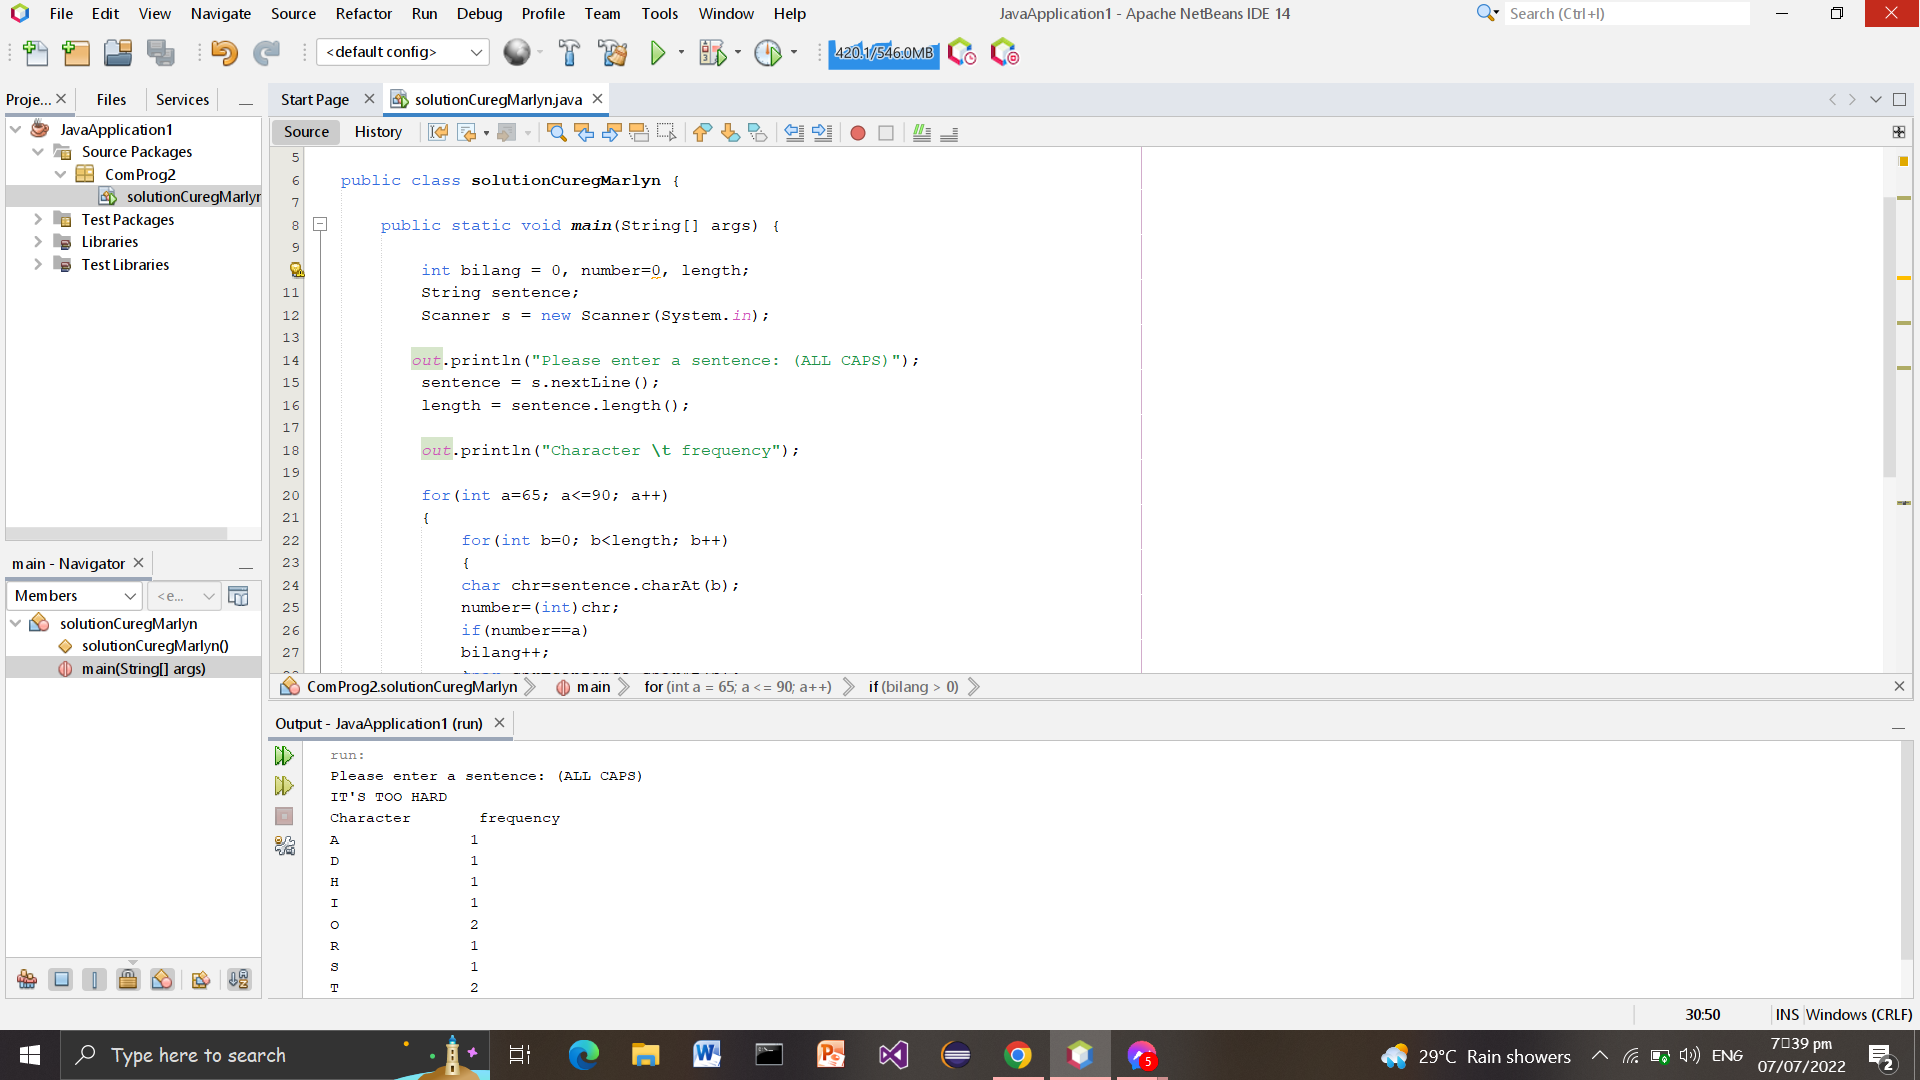 File Edit View Navigate Source Refactor Run Debug Profile Team Tools Window Help
JavaApplication1 - Apache NetBeans IDE 14
Search (Ctrl+I)
<default config>
420.1/546.0MB
Proje... Files Services
Start Page solutionCuregMarlyn.java
JavaApplication1
Source Packages
ComProg2
solutionCuregMarlyn
Test Packages
Libraries
Test Libraries
Source History
5
6 public class solutionCuregMarlyn {
7
8 public static void main(String[] args) {
9
int bilang = 0, number=0, length;
11 String sentence;
12 Scanner s = new Scanner(System.in);
13
14 out.println("Please enter a sentence: (ALL CAPS)");
15 sentence = s.nextLine();
16 length = sentence.length();
17
18 out.println("Character \t frequency");
19
20 for(int a=65; a<=90; a++)
21 {
22 for(int b=0; b<length; b++)
23 {
24 char chr=sentence.charAt(b);
25 number=(int)chr;
26 if(number==a)
27 bilang++;
ComProg2.solutionCuregMarlyn main for (int a = 65; a <= 90; a++) if (bilang > 0)
main - Navigator
Members <e...
solutionCuregMarlyn
solutionCuregMarlyn()
main(String[] args)
Output - JavaApplication1 (run)
run:
Please enter a sentence: (ALL CAPS)
IT'S TOO HARD
Character frequency
A 1
D 1
H 1
I 1
O 2
R 1
S 1
T 2
30:50 INS Windows (CRLF)
Type here to search
5
29°C Rain showers
ENG
7:39 pm
07/07/2022
2